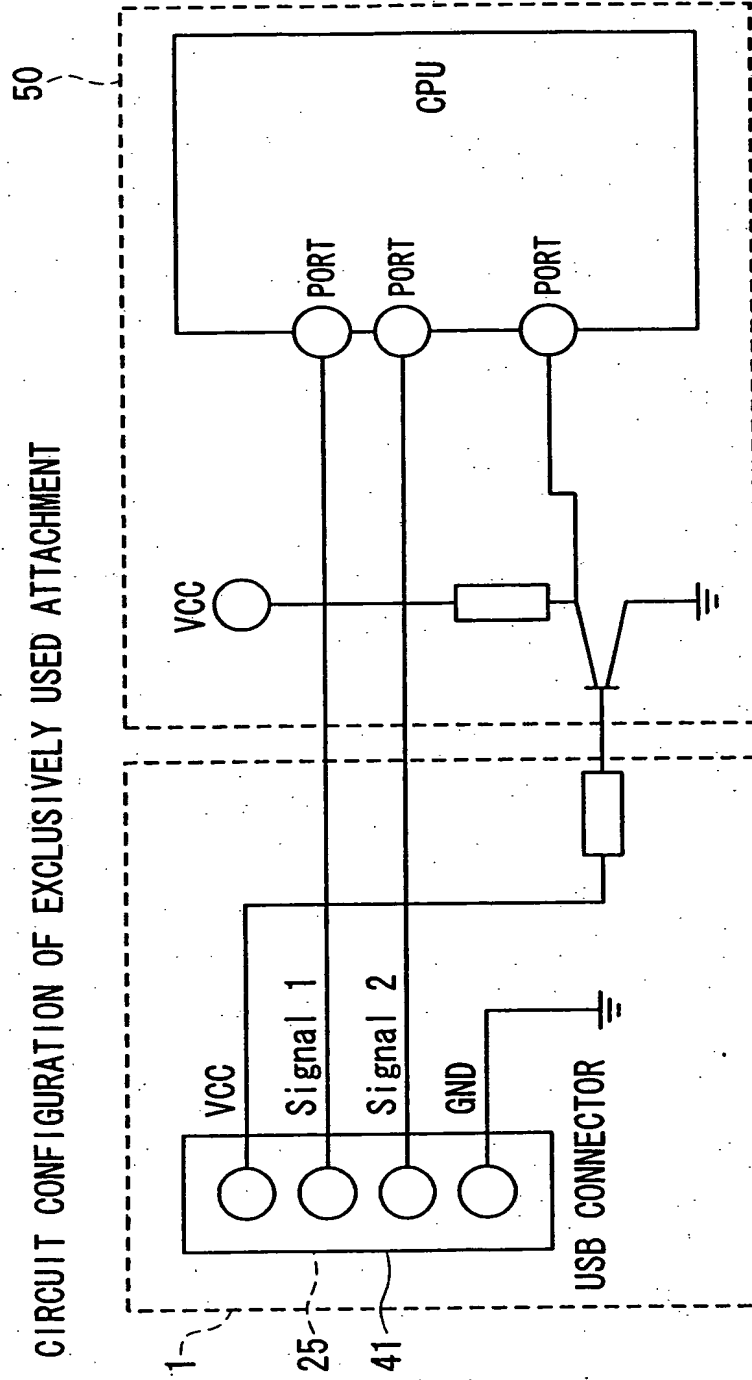 CIRCUIT CONFIGURATION OF EXCLUSIVELY USED ATTACHMENT
1
50
25
41
VCC
Signal 1
Signal 2
GND
USB CONNECTOR
VCC
PORT
PORT
PORT
CPU